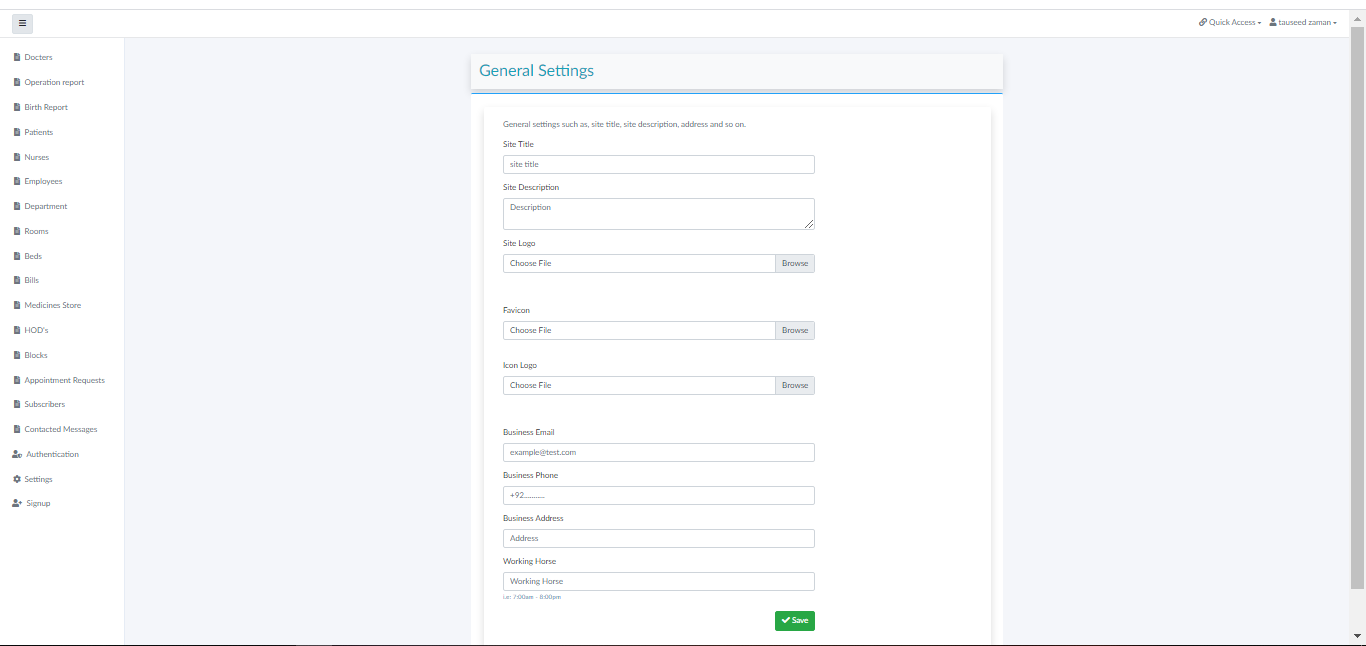 Quick Access
tauseed zaman
Docters
Operation report
Birth Report
Patients
Nurses
Employees
Department
Rooms
Beds
Bills
Medicines Store
HOD's
Blocks
Appointment Requests
Subscribers
Contacted Messages
Authentication
Settings
Signup
General Settings
General settings such as, site title, site description, address and so on.
Site Title
site title
Site Description
Description
Site Logo
Choose File Browse
Favicon
Choose File Browse
Icon Logo
Choose File Browse
Business Email
example@test.com
Business Phone
+92..........
Business Address
Address
Working Horse
Working Horse
i.e: 7:00am - 8:00pm
Save